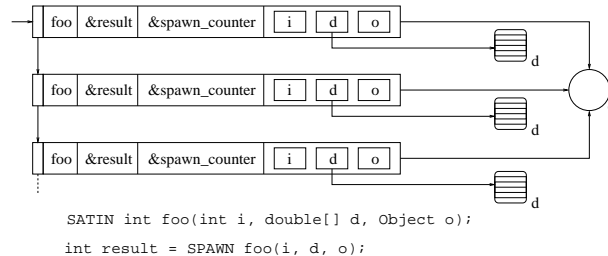 foo &result &spawn_counter i d o
d
foo &result &spawn_counter i d o
d
foo &result &spawn_counter i d o
d
SATIN int foo(int i, double[] d, Object o);
int result = SPAWN foo(i, d, o);